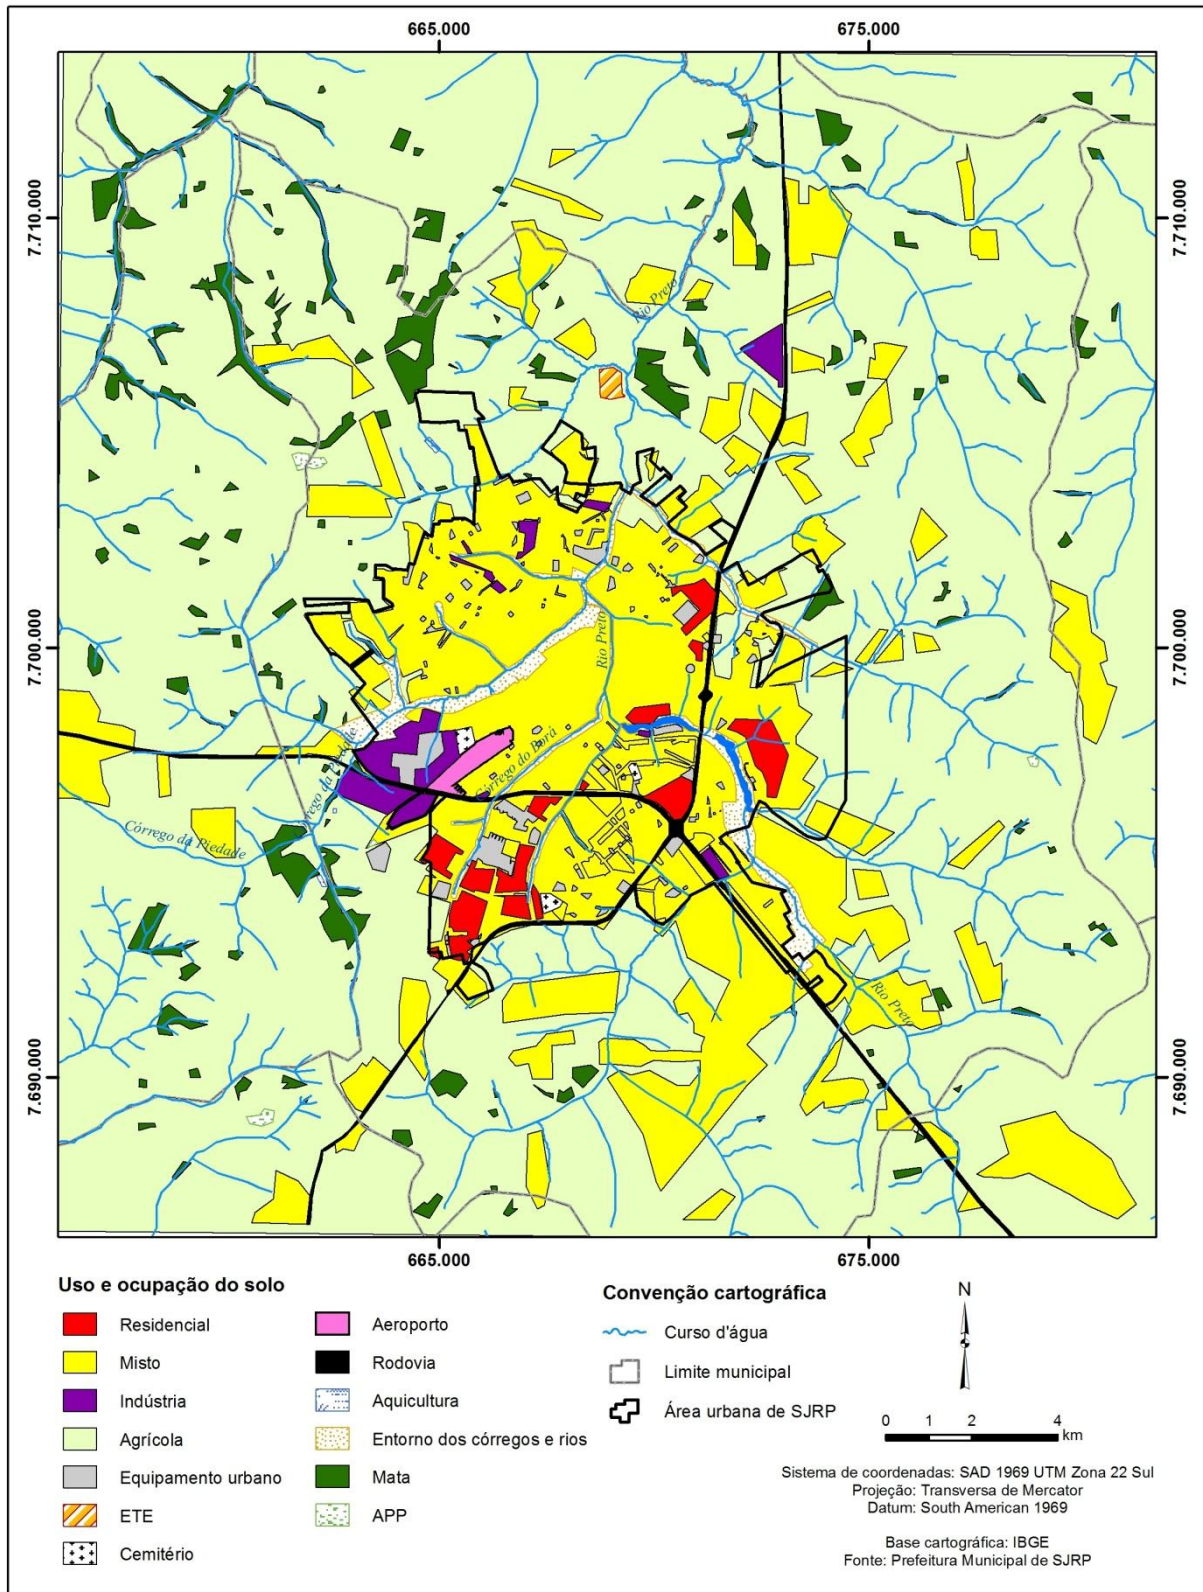 665.000
675.000
7.710.000
7.710.000
Rio Preto
7.700.000
7.700.000
Rio Preto
Córrego do Borá
Córrego da Piedade
rrego da Piedade
Rio Preto
7.690.000
7.690.000
665.000
675.000
Uso e ocupação do solo
Residencial
Misto
Indústria
Agrícola
Equipamento urbano
ETE
Cemitério
Aeroporto
Rodovia
Aquicultura
Entorno dos córregos e rios
Mata
APP
Convenção cartográfica
Curso d'água
Limite municipal
Área urbana de SJRP
N
0 1 2 4
km
Sistema de coordenadas: SAD 1969 UTM Zona 22 Sul
Projeção: Transversa de Mercator
Datum: South American 1969
Base cartográfica: IBGE
Fonte: Prefeitura Municipal de SJRP